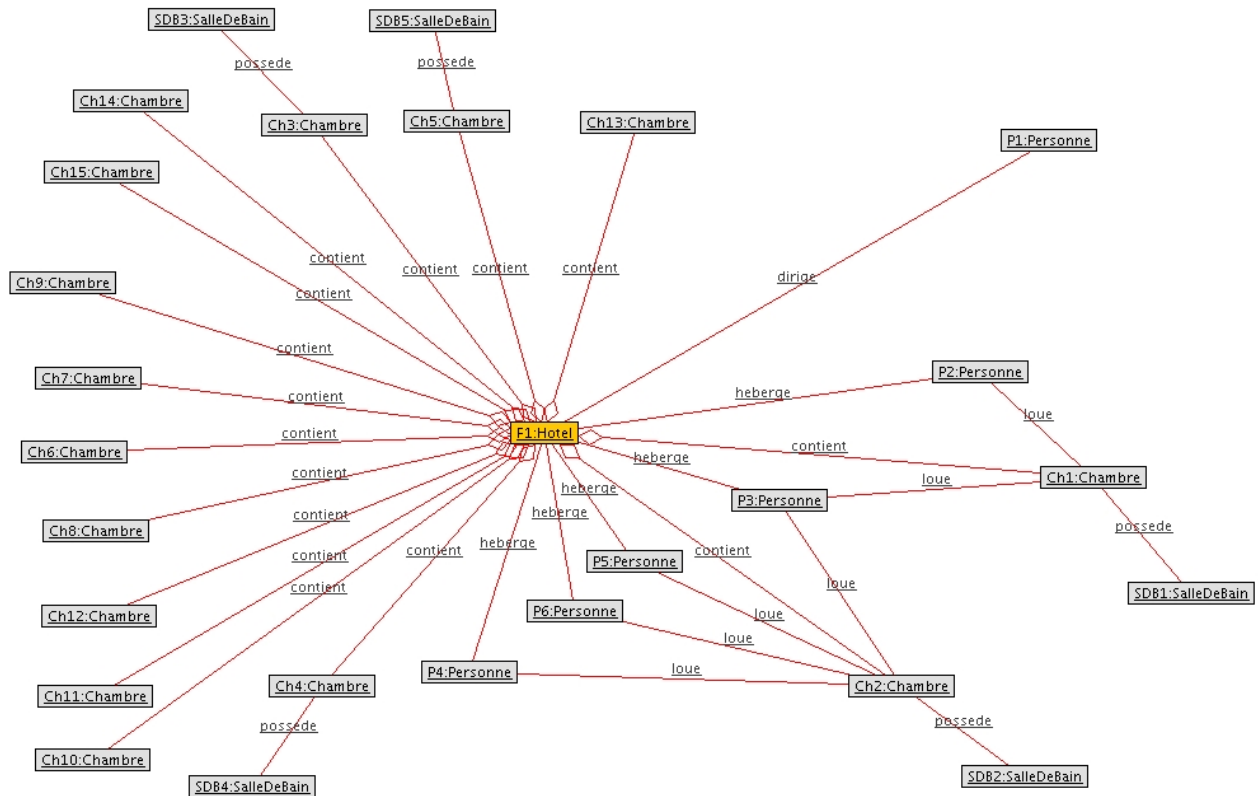 SDB3:SalleDeBain
SDB5:SalleDeBain
possede
possede
Ch14:Chambre
Ch3:Chambre
Ch5:Chambre
Ch13:Chambre
P1:Personne
Ch15:Chambre
contient
contient
contient
contient
contient
dirige
Ch9:Chambre
contient
Ch7:Chambre
contient
P2:Personne
heberge
loue
F1:Hotel
Ch6:Chambre
contient
contient
heberge
Ch1:Chambre
contient
heberge
loue
P3:Personne
Ch8:Chambre
contient
heberge
possede
heberge
contient
contient
contient
P5:Personne
loue
contient
SDB1:SalleDeBain
Ch12:Chambre
P6:Personne
loue
loue
P4:Personne
loue
Ch4:Chambre
Ch2:Chambre
Ch11:Chambre
possede
possede
Ch10:Chambre
SDB4:SalleDeBain
SDB2:SalleDeBain